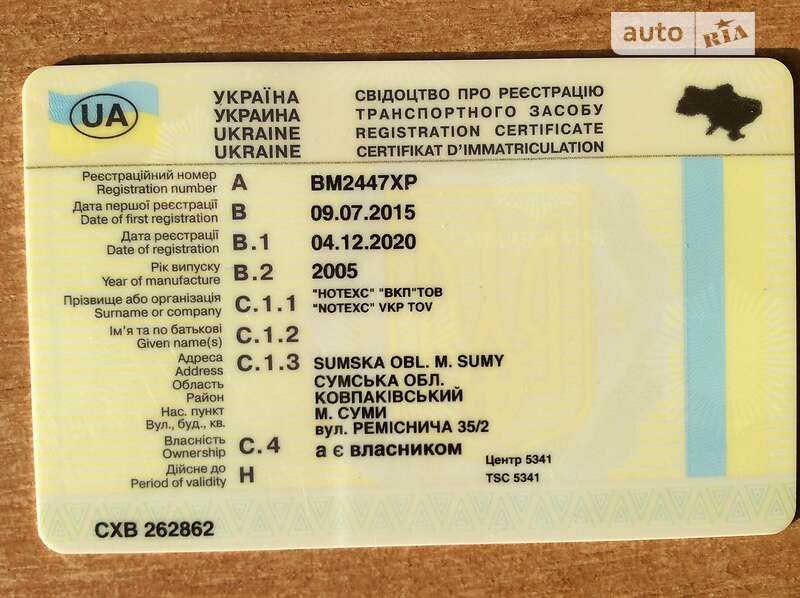 auto RIA
UA
УКРАЇНА СВІДОЦТВО ПРО РЕЄСТРАЦІЮ
УКРАИНА ТРАНСПОРТНОГО ЗАСОБУ
UKRAINE REGISTRATION CERTIFICATE
UKRAINE CERTIFIKAT D'IMMATRICULATION
Реєстраційний номер
Registration number A BM2447XP
Дата першої реєстрації
Date of first registration B 09.07.2015
Дата реєстрації
Date of registration B.1 04.12.2020
Рік випуску
Year of manufacture B.2 2005
Прізвище або організація C.1.1 "НОТЕХС" "ВКП"ТОВ
Surname or company "NOTEXC" VKP TOV
Ім'я та по батькові
Given name(s) C.1.2
Адреса C.1.3 SUMSKA OBL. M. SUMY
Address
Область СУМСЬКА ОБЛ.
Район КОВПАКІВСЬКИЙ
Нас. пункт М. СУМИ
Вул., буд., кв. вул. РЕМІСНИЧА 35/2
Власність
Ownership C.4 а є власником
Центр 5341
Дійсне до
Period of validity H TSC 5341
СХВ 262862